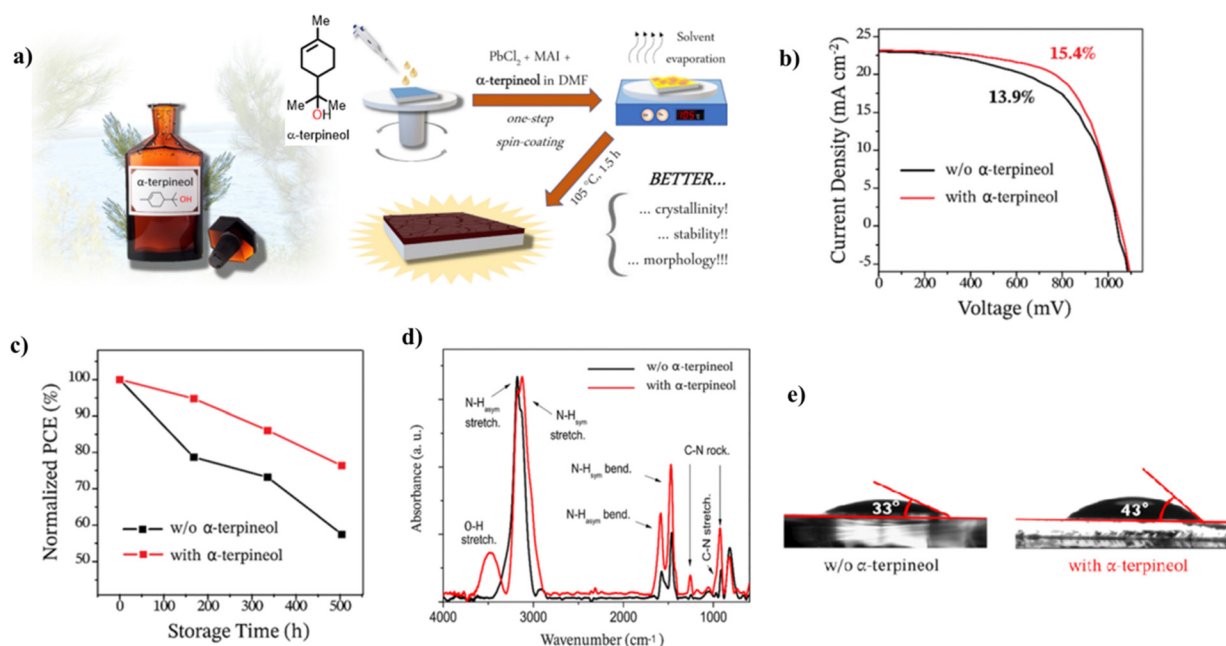 a)
Me
Me
Me
OH
α-terpineol
α-terpineol
OH
PbCl₂ + MAI +
α-terpineol in DMF
one-step
spin-coating
Solvent
evaporation
105 °C, 1.5 h
BETTER...
... crystallinity!
... stability!!
... morphology!!!
b)
Current Density (mA cm⁻²)
25
20
15
10
5
0
-5
15.4%
13.9%
w/o α-terpineol
with α-terpineol
0
200
400
600
800
1000
Voltage (mV)
c)
Normalized PCE (%)
100
90
80
70
60
50
w/o α-terpineol
with α-terpineol
0
100
200
300
400
500
Storage Time (h)
d)
Absorbance (a. u.)
w/o α-terpineol
with α-terpineol
N-Hasym
stretch.
N-Hsym
stretch.
C-N rock.
N-Hsym bend.
N-Hasym bend.
C-N stretch.
O-H
stretch.
4000
3000
2000
1000
Wavenumber (cm⁻¹)
e)
33°
w/o α-terpineol
43°
with α-terpineol